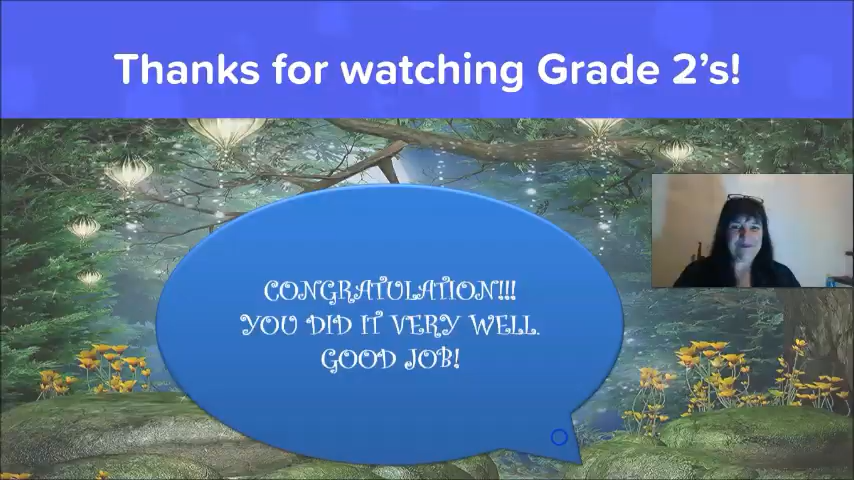 Thanks for watching Grade 2's!
CONGRATULATION!!!
YOU DID IT VERY WELL.
GOOD JOB!